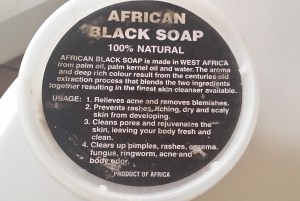 AFRICAN
BLACK SOAP
100% NATURAL
AFRICAN BLACK SOAP is made in WEST AFRICA
from palm oil, palm kernel oil and water. The aroma
and deep rich colour result from the centuries old
extraction process that blends the two ingredients
together resulting in the finest skin cleanser available.
USAGE: 1. Relieves acne and removes blemishes.
2. Prevents rashes, itching, dry and scaly
skin from developing.
3. Clears pores and rejuvenates the
skin, leaving your body fresh and
clean.
4. Clears up pimples, rashes, eszema,
fungus, ringworm, acne and
body odor.
PRODUCT OF AFRICA